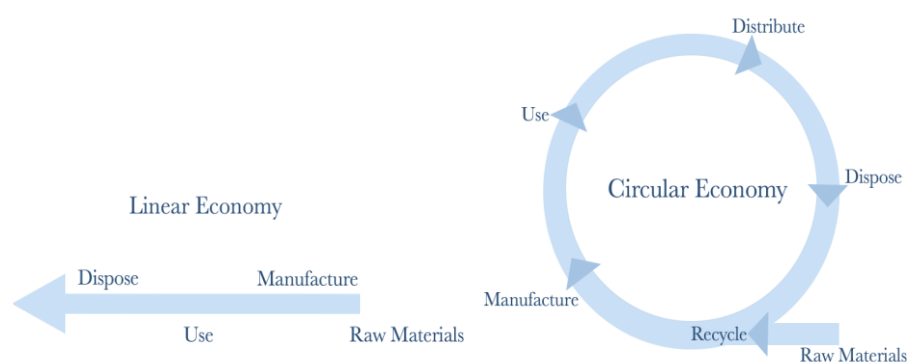 Linear Economy
Dispose
Manufacture
Use
Raw Materials
Distribute
Use
Circular Economy
Dispose
Manufacture
Recycle
Raw Materials